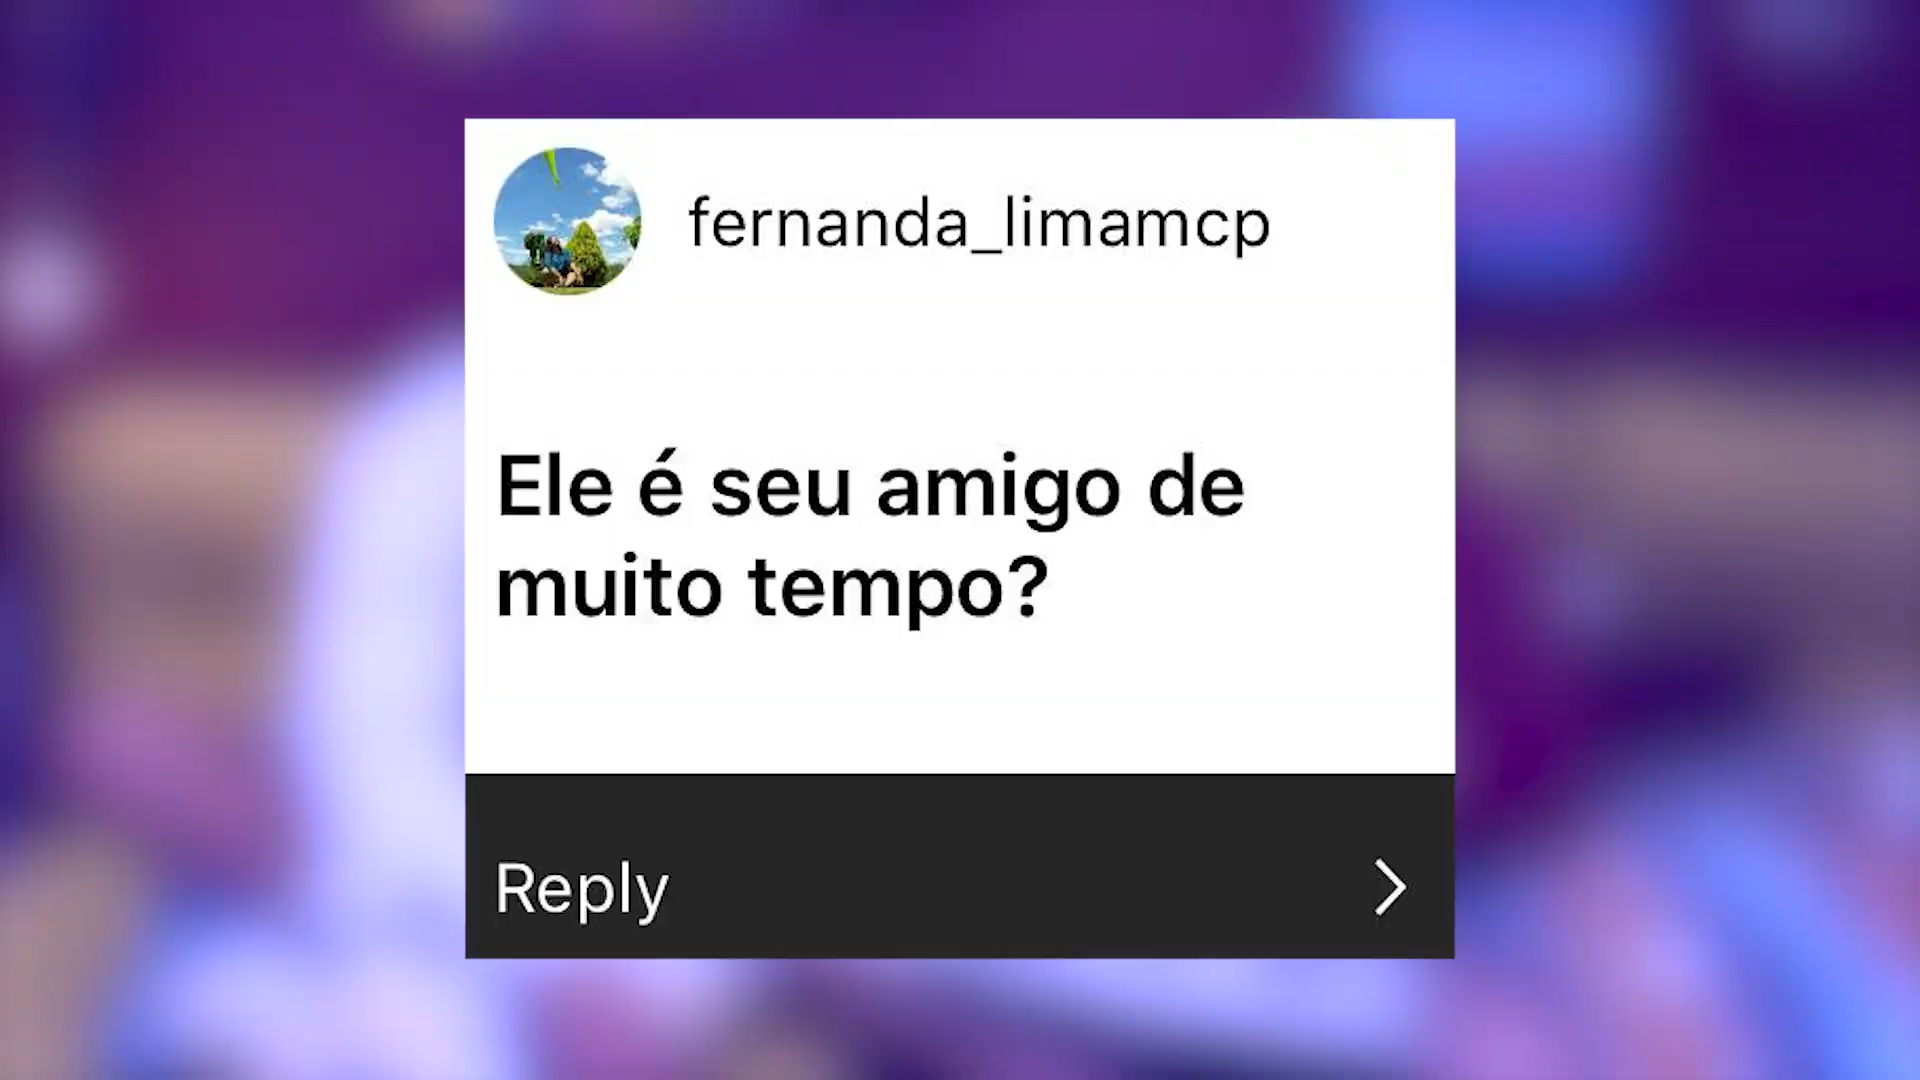 fernanda_limamcp
Ele é seu amigo de
muito tempo?
Reply